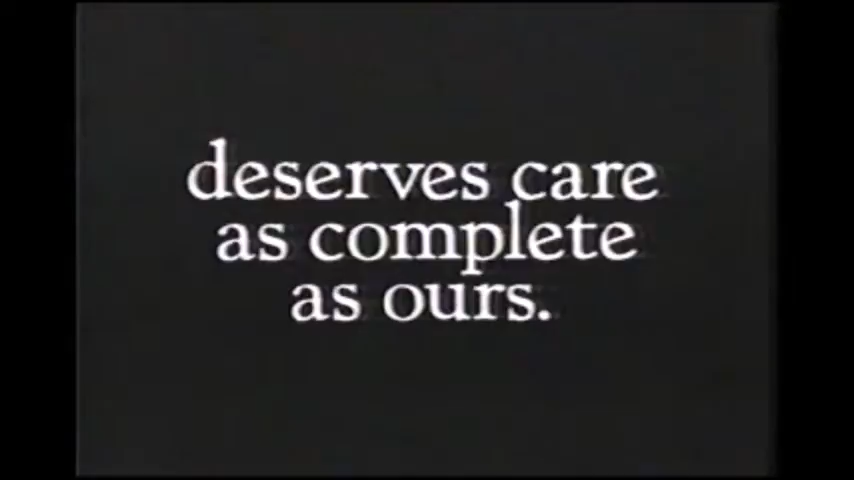 deserves care
as complete
as ours.